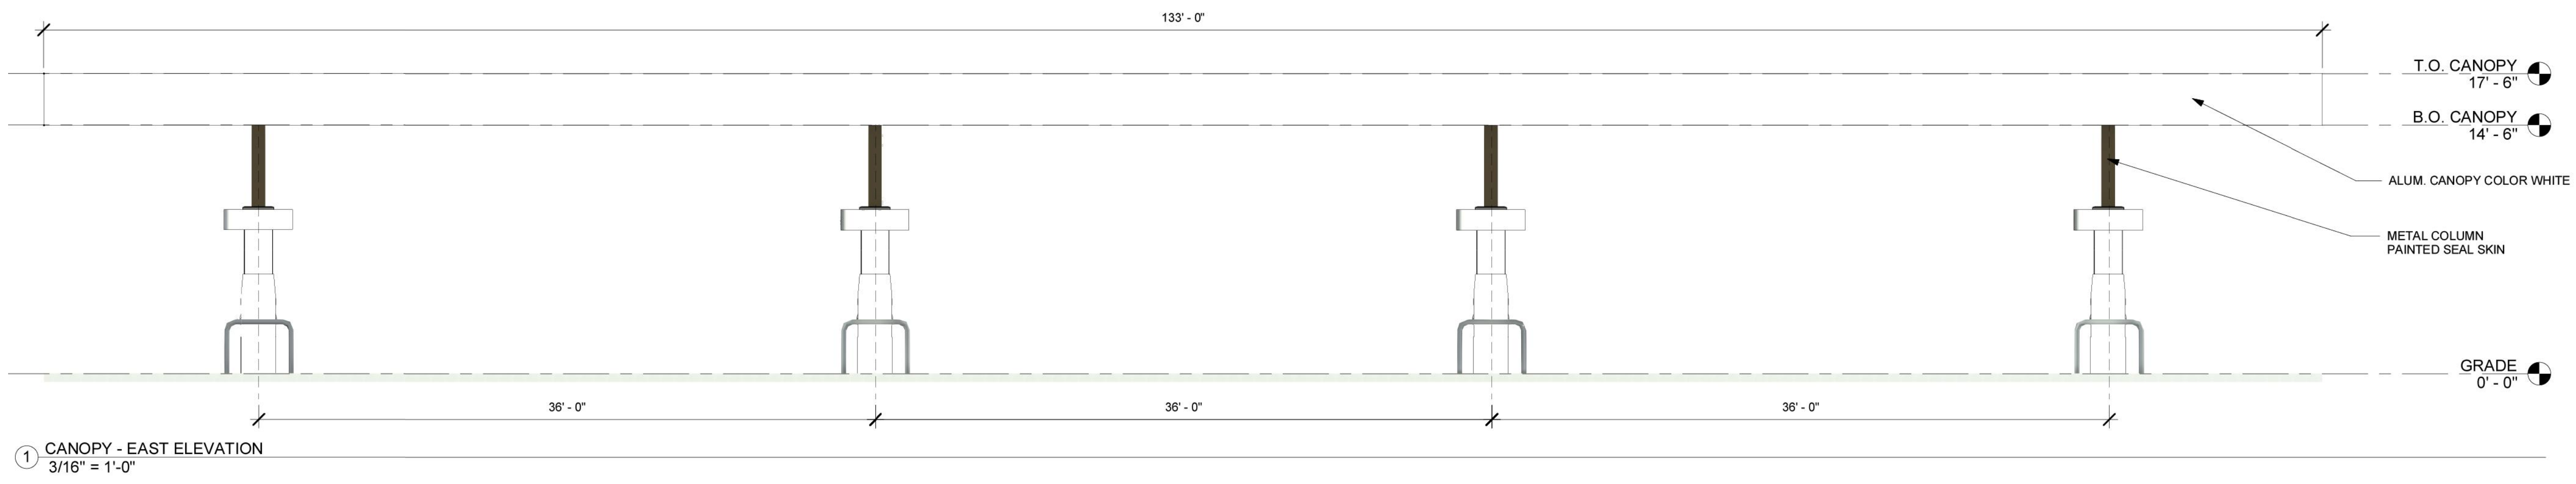 133' - 0"
T.O. CANOPY
17' - 6"
B.O. CANOPY
14' - 6"
ALUM. CANOPY COLOR WHITE
METAL COLUMN
PAINTED SEAL SKIN
GRADE
0' - 0"
36' - 0"
36' - 0"
36' - 0"
1
CANOPY - EAST ELEVATION
3/16" = 1'-0"